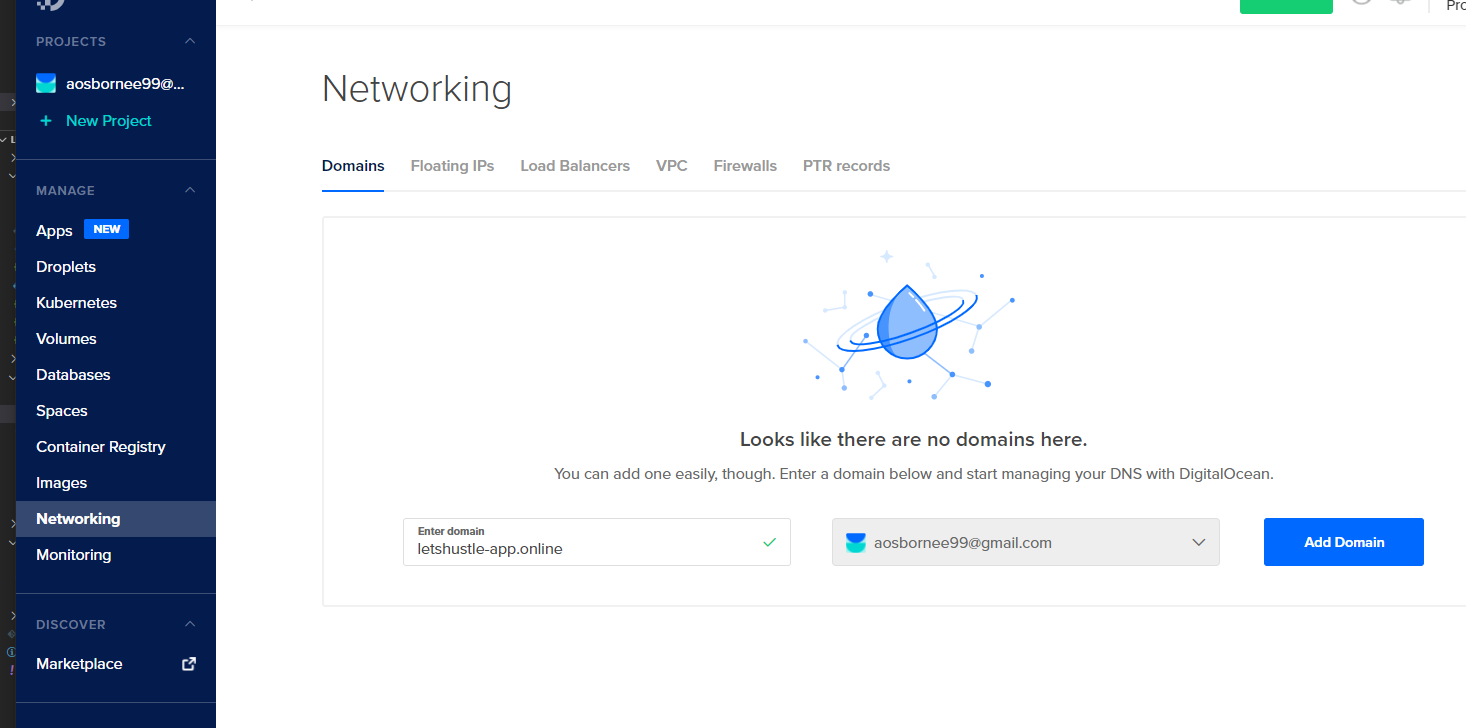 PROJECTS
aosbornee99@...
+ New Project
MANAGE
Apps NEW
Droplets
Kubernetes
Volumes
Databases
Spaces
Container Registry
Images
Networking
Monitoring
DISCOVER
Marketplace
Networking
Domains Floating IPs Load Balancers VPC Firewalls PTR records
Looks like there are no domains here.
You can add one easily, though. Enter a domain below and start managing your DNS with DigitalOcean.
Enter domain
letshustle-app.online
aosbornee99@gmail.com
Add Domain